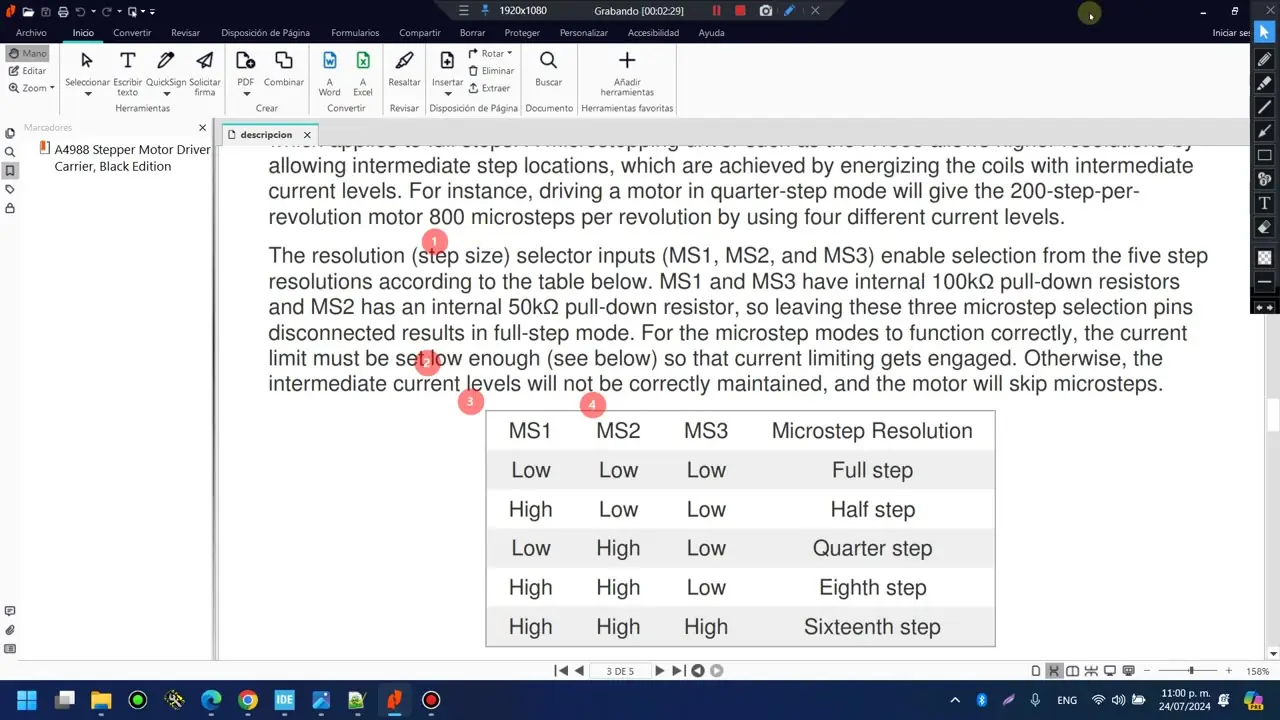 1920x1080 Grabando [00:02:29]
Archivo Inicio Convertir Revisar Disposición de Página Formularios Compartir Borrar Proteger Personalizar Accesibilidad Ayuda Iniciar ses
Mano
Editar
Zoom
Seleccionar
Escribir texto
QuickSign
Solicitar firma
Herramientas
PDF
Combinar
Crear
W A Word
X A Excel
Convertir
Resaltar
Revisar
Insertar
Rotar
Eliminar
Extraer
Disposición de Página
Buscar
Documento
Añadir herramientas
Herramientas favoritas
Marcadores
A4988 Stepper Motor Driver
Carrier, Black Edition
descripcion
allowing intermediate step locations, which are achieved by energizing the coils with intermediate
current levels. For instance, driving a motor in quarter-step mode will give the 200-step-per-
revolution motor 800 microsteps per revolution by using four different current levels.
1
The resolution (step size) selector inputs (MS1, MS2, and MS3) enable selection from the five step
resolutions according to the table below. MS1 and MS3 have internal 100kΩ pull-down resistors
and MS2 has an internal 50kΩ pull-down resistor, so leaving these three microstep selection pins
disconnected results in full-step mode. For the microstep modes to function correctly, the current
limit must be set low enough (see below) so that current limiting gets engaged. Otherwise, the
2
intermediate current levels will not be correctly maintained, and the motor will skip microsteps.
3 4
MS1 MS2 MS3 Microstep Resolution
Low Low Low Full step
High Low Low Half step
Low High Low Quarter step
High High Low Eighth step
High High High Sixteenth step
3 DE 5
158%
IDE
ENG
11:00 p. m.
24/07/2024
PRE